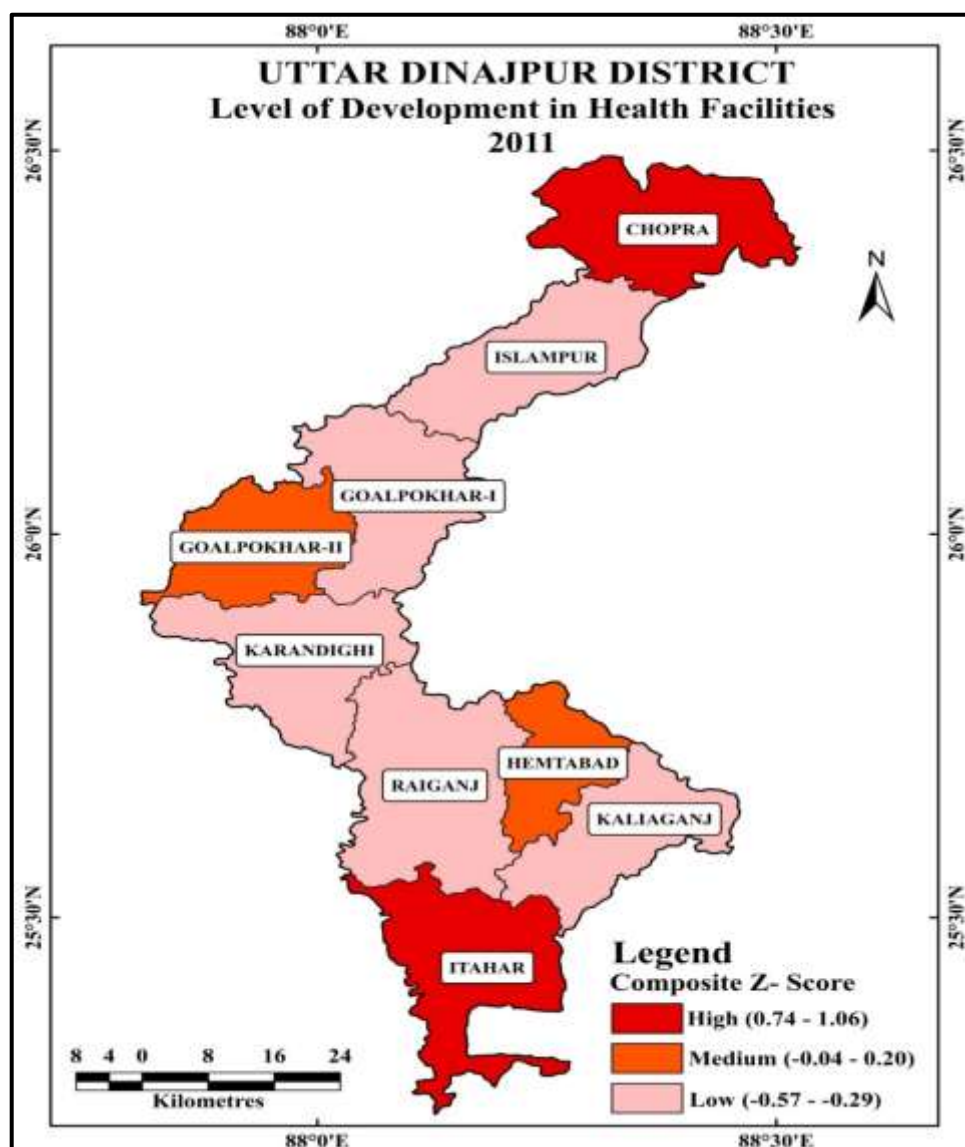 88°0'E 88°30'E
UTTAR DINAJPUR DISTRICT
Level of Development in Health Facilities
2011
26°30'N 26°30'N
CHOPRA
N
ISLAMPUR
GOALPOKHAR-I
26°0'N 26°0'N
GOALPOKHAR-II
KARANDIGHI
HEMTABAD
RAIGANJ
KALIAGANJ
25°30'N 25°30'N
ITAHAR
Legend
Composite Z- Score
High (0.74 - 1.06)
Medium (-0.04 - 0.20)
Low (-0.57 - -0.29)
8 4 0 8 16 24
Kilometres
88°0'E 88°30'E